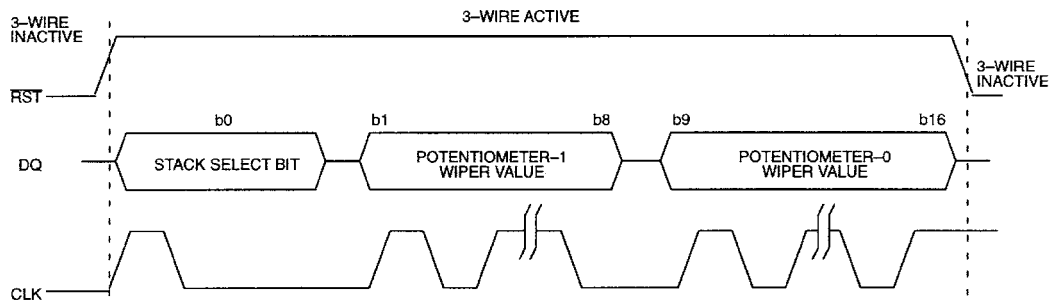 3–WIRE
INACTIVE
3–WIRE ACTIVE
3–WIRE
INACTIVE
RST
b0
b1
b8
b9
b16
DQ
STACK SELECT BIT
POTENTIOMETER–1
WIPER VALUE
POTENTIOMETER–0
WIPER VALUE
CLK